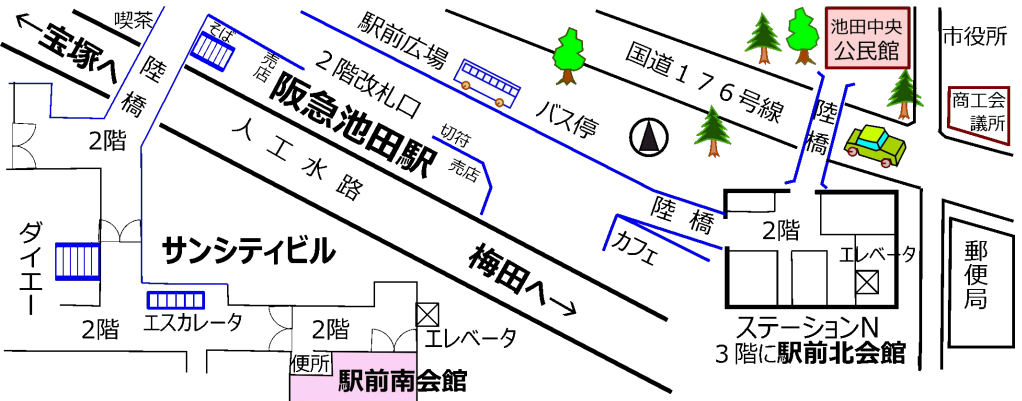 ←宝塚へ
喫茶
陸橋
2階
そば
売店
2階改札口
阪急池田駅
切符
売店
人工水路
駅前広場
バス停
国道176号線
池田中央
公民館
市役所
商工会
議所
陸橋
陸橋
カフェ
2階
エレベータ
郵便局
ステーションN
3階に駅前北会館
梅田へ→
サンシティビル
ダイエー
2階
エスカレータ
2階
エレベータ
便所
駅前南会館